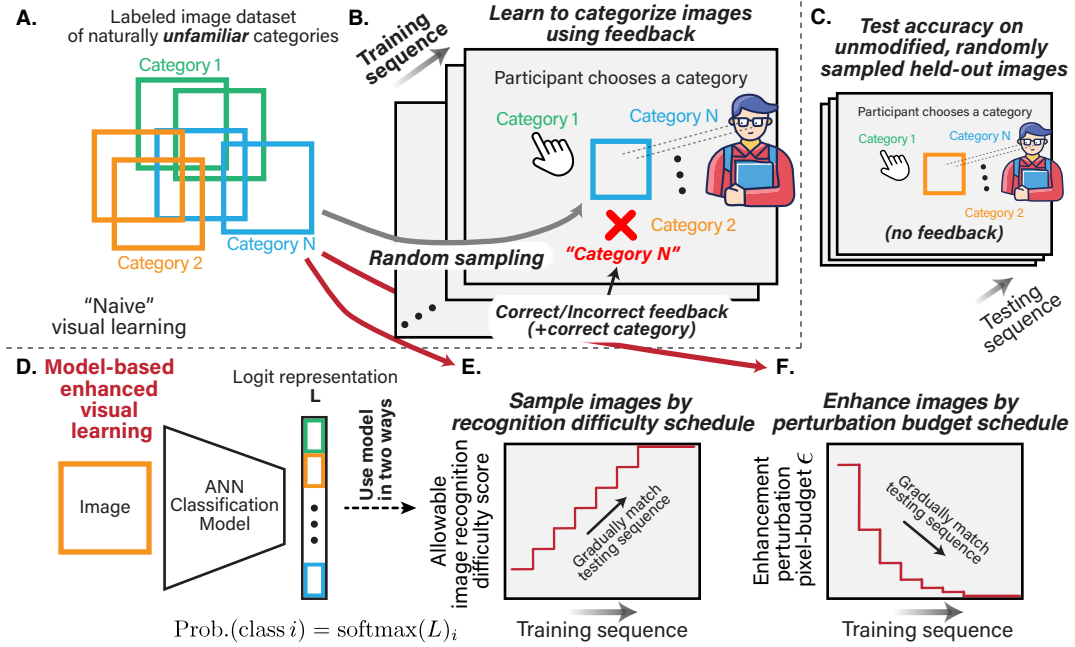 A.
Labeled image dataset
of naturally unfamiliar categories
Category 1
Category N
Category 2
"Naive"
visual learning
B.
Learn to categorize images
using feedback
Training
sequence
Participant chooses a category
Category 1
Category N
Category 2
"Category N"
Random sampling
Correct/Incorrect feedback
(+correct category)
C.
Test accuracy on
unmodified, randomly
sampled held-out images
Participant chooses a category
Category 1
Category N
Category 2
(no feedback)
Testing
sequence
D.
Model-based
enhanced
visual
learning
Image
ANN
Classification
Model
Logit representation
L
Use model
in two ways
Prob.(class i) = softmax(L)i
E.
Sample images by
recognition difficulty schedule
Allowable
image recognition
difficulty score
Gradually match
testing sequence
Training sequence
F.
Enhance images by
perturbation budget schedule
Enhancement
perturbation
pixel-budget ϵ
Gradually match
testing sequence
Training sequence